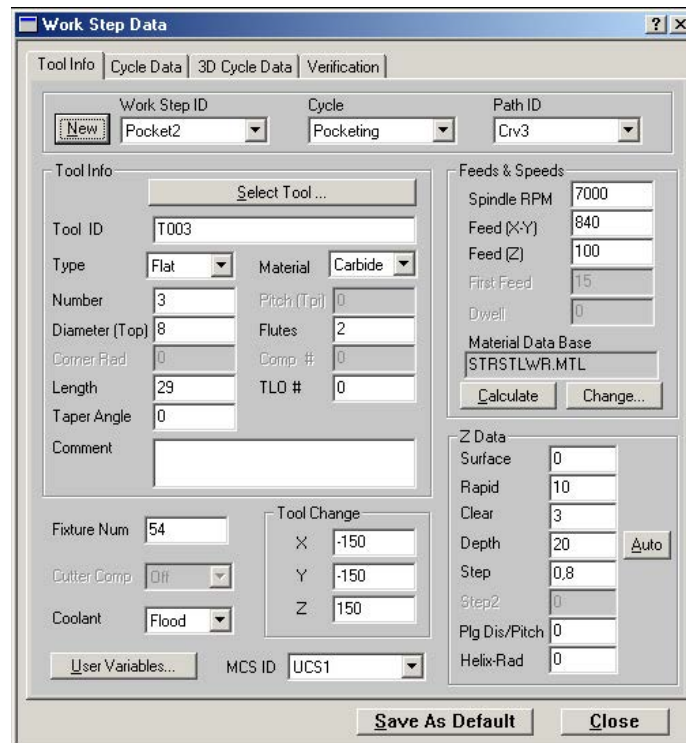 Work Step Data
Tool Info Cycle Data 3D Cycle Data Verification
Work Step ID Cycle Path ID
New Pocket2 Pocketing Crv3
Tool Info
Select Tool ...
Tool ID T003
Type Flat Material Carbide
Number 3 Pitch (Tpi) 0
Diameter (Top) 8 Flutes 2
Corner Rad 0 Comp # 0
Length 29 TLO # 0
Taper Angle 0
Comment
Feeds & Speeds
Spindle RPM 7000
Feed (X-Y) 840
Feed (Z) 100
First Feed 15
Dwell 0
Material Data Base
STRSTLWR.MTL
Calculate Change...
Fixture Num 54
Cutter Comp Off
Coolant Flood
Tool Change
X -150
Y -150
Z 150
Z Data
Surface 0
Rapid 10
Clear 3
Depth 20 Auto
Step 0,8
Step2 0
Plg Dis/Pitch 0
Helix-Rad 0
User Variables... MCS ID UCS1
Save As Default Close